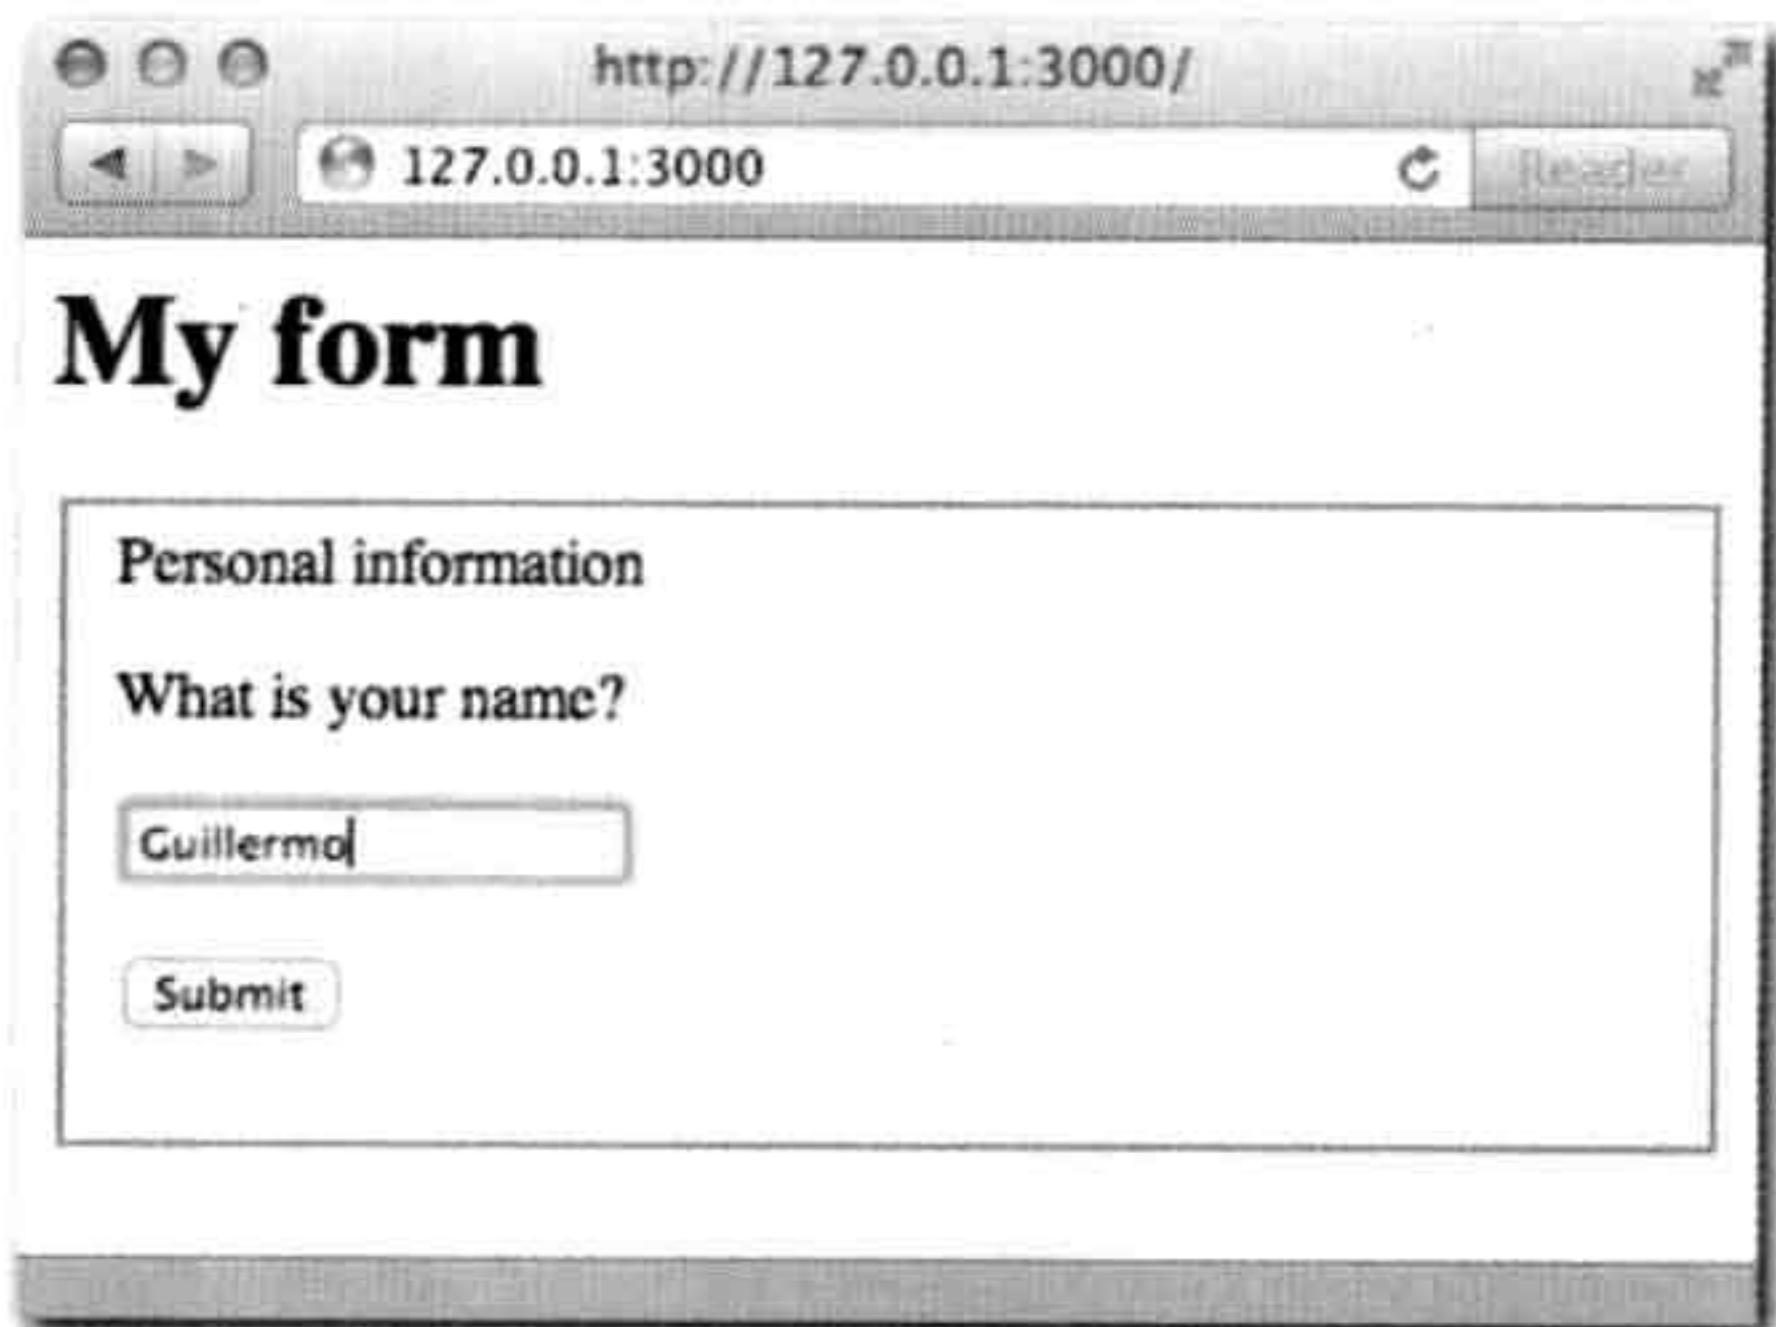 http://127.0.0.1:3000/
127.0.0.1:3000
Reader
My form
Personal information
What is your name?
Guillermo
Submit